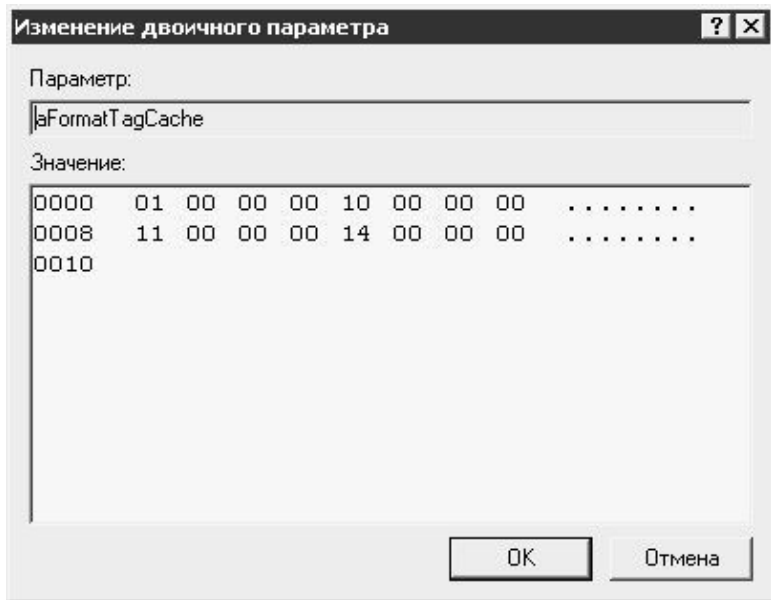 Изменение двоичного параметра
Параметр:
aFormatTagCache
Значение:
0000 01 00 00 00 10 00 00 00 ........
0008 11 00 00 00 14 00 00 00 ........
0010
OK Отмена